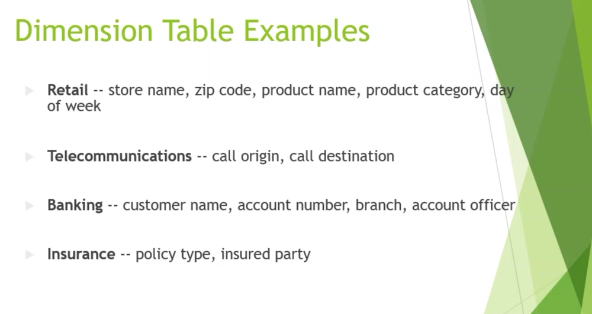 Dimension Table Examples
Retail -- store name, zip code, product name, product category, day
of week
Telecommunications -- call origin, call destination
Banking -- customer name, account number, branch, account officer
Insurance -- policy type, insured party